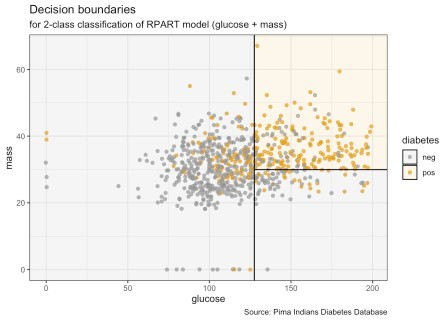 Decision boundaries
for 2-class classification of RPART model (glucose + mass)
60
40
20
0
mass
0 50 100 150 200
glucose
diabetes
neg
pos
Source: Pima Indians Diabetes Database